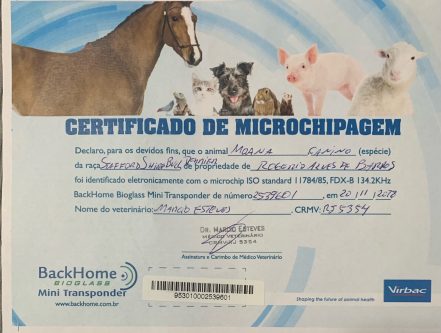 CERTIFICADO DE MICROCHIPAGEM
Declaro, para os devidos fins, que o animal MOANA CANINO (espécie)
da raça STAFFORD SHIRE BULL TERRIER de propriedade de ROGERIO ALVES DE BARROS
foi identificado eletronicamente com o microchip ISO standard 11784/85, FDX-B 134.2KHz
BackHome Bioglass Mini Transponder de número 2539601, em 20/11/
Nome do veterinário: MARCIO ESTEVES, CRMV: RJ 5354
DR. MARCIO ESTEVES
MÉDICO VETERINÁRIO
CRMV-RJ 5354
Assinatura e Carimbo de Médico Veterinário
BackHome
BIOGLASS
Mini Transponder
www.backhome.com.br
953010002539601
Shaping the future of animal health
Virbac